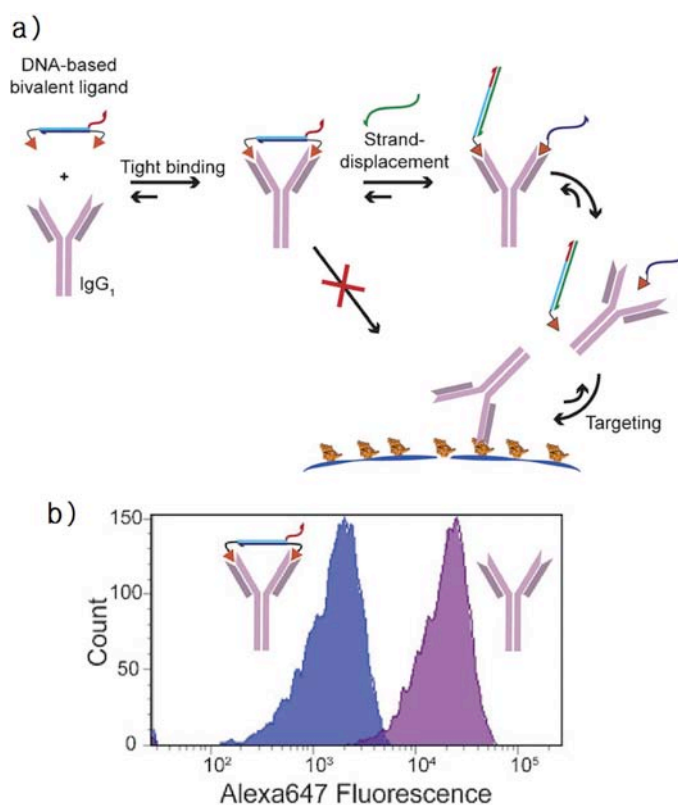 a)
DNA-based
bivalent ligand
+
IgG₁
Tight binding
Strand-
displacement
Targeting
b)
150
100
50
0
Count
10²
10³
10⁴
10⁵
Alexa647 Fluorescence